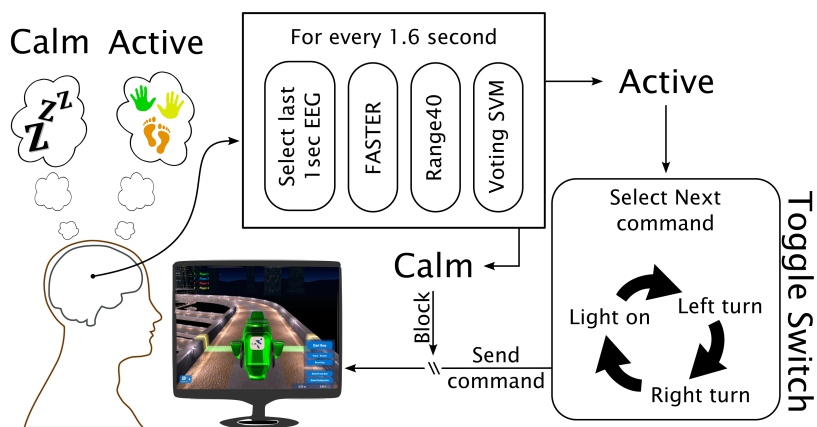 Calm
Active
Z
z
z
For every 1.6 second
Select last
1sec EEG
FASTER
Range40
Voting SVM
Active
Select Next
command
Light on
Left turn
Right turn
Toggle Switch
Calm
Block
Send
command